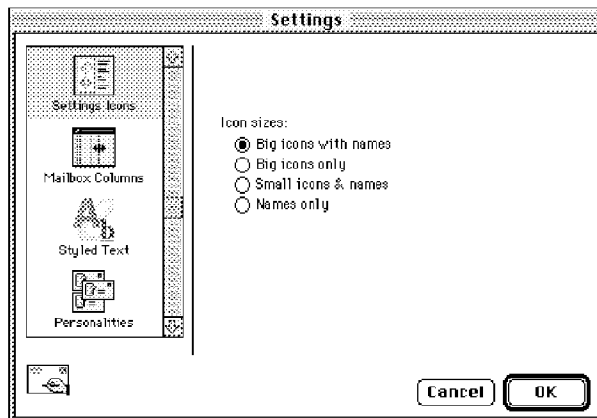 Settings
Settings Icons
Mailbox Columns
Styled Text
Personalities
Icon sizes:
Big icons with names
Big icons only
Small icons & names
Names only
Cancel
OK